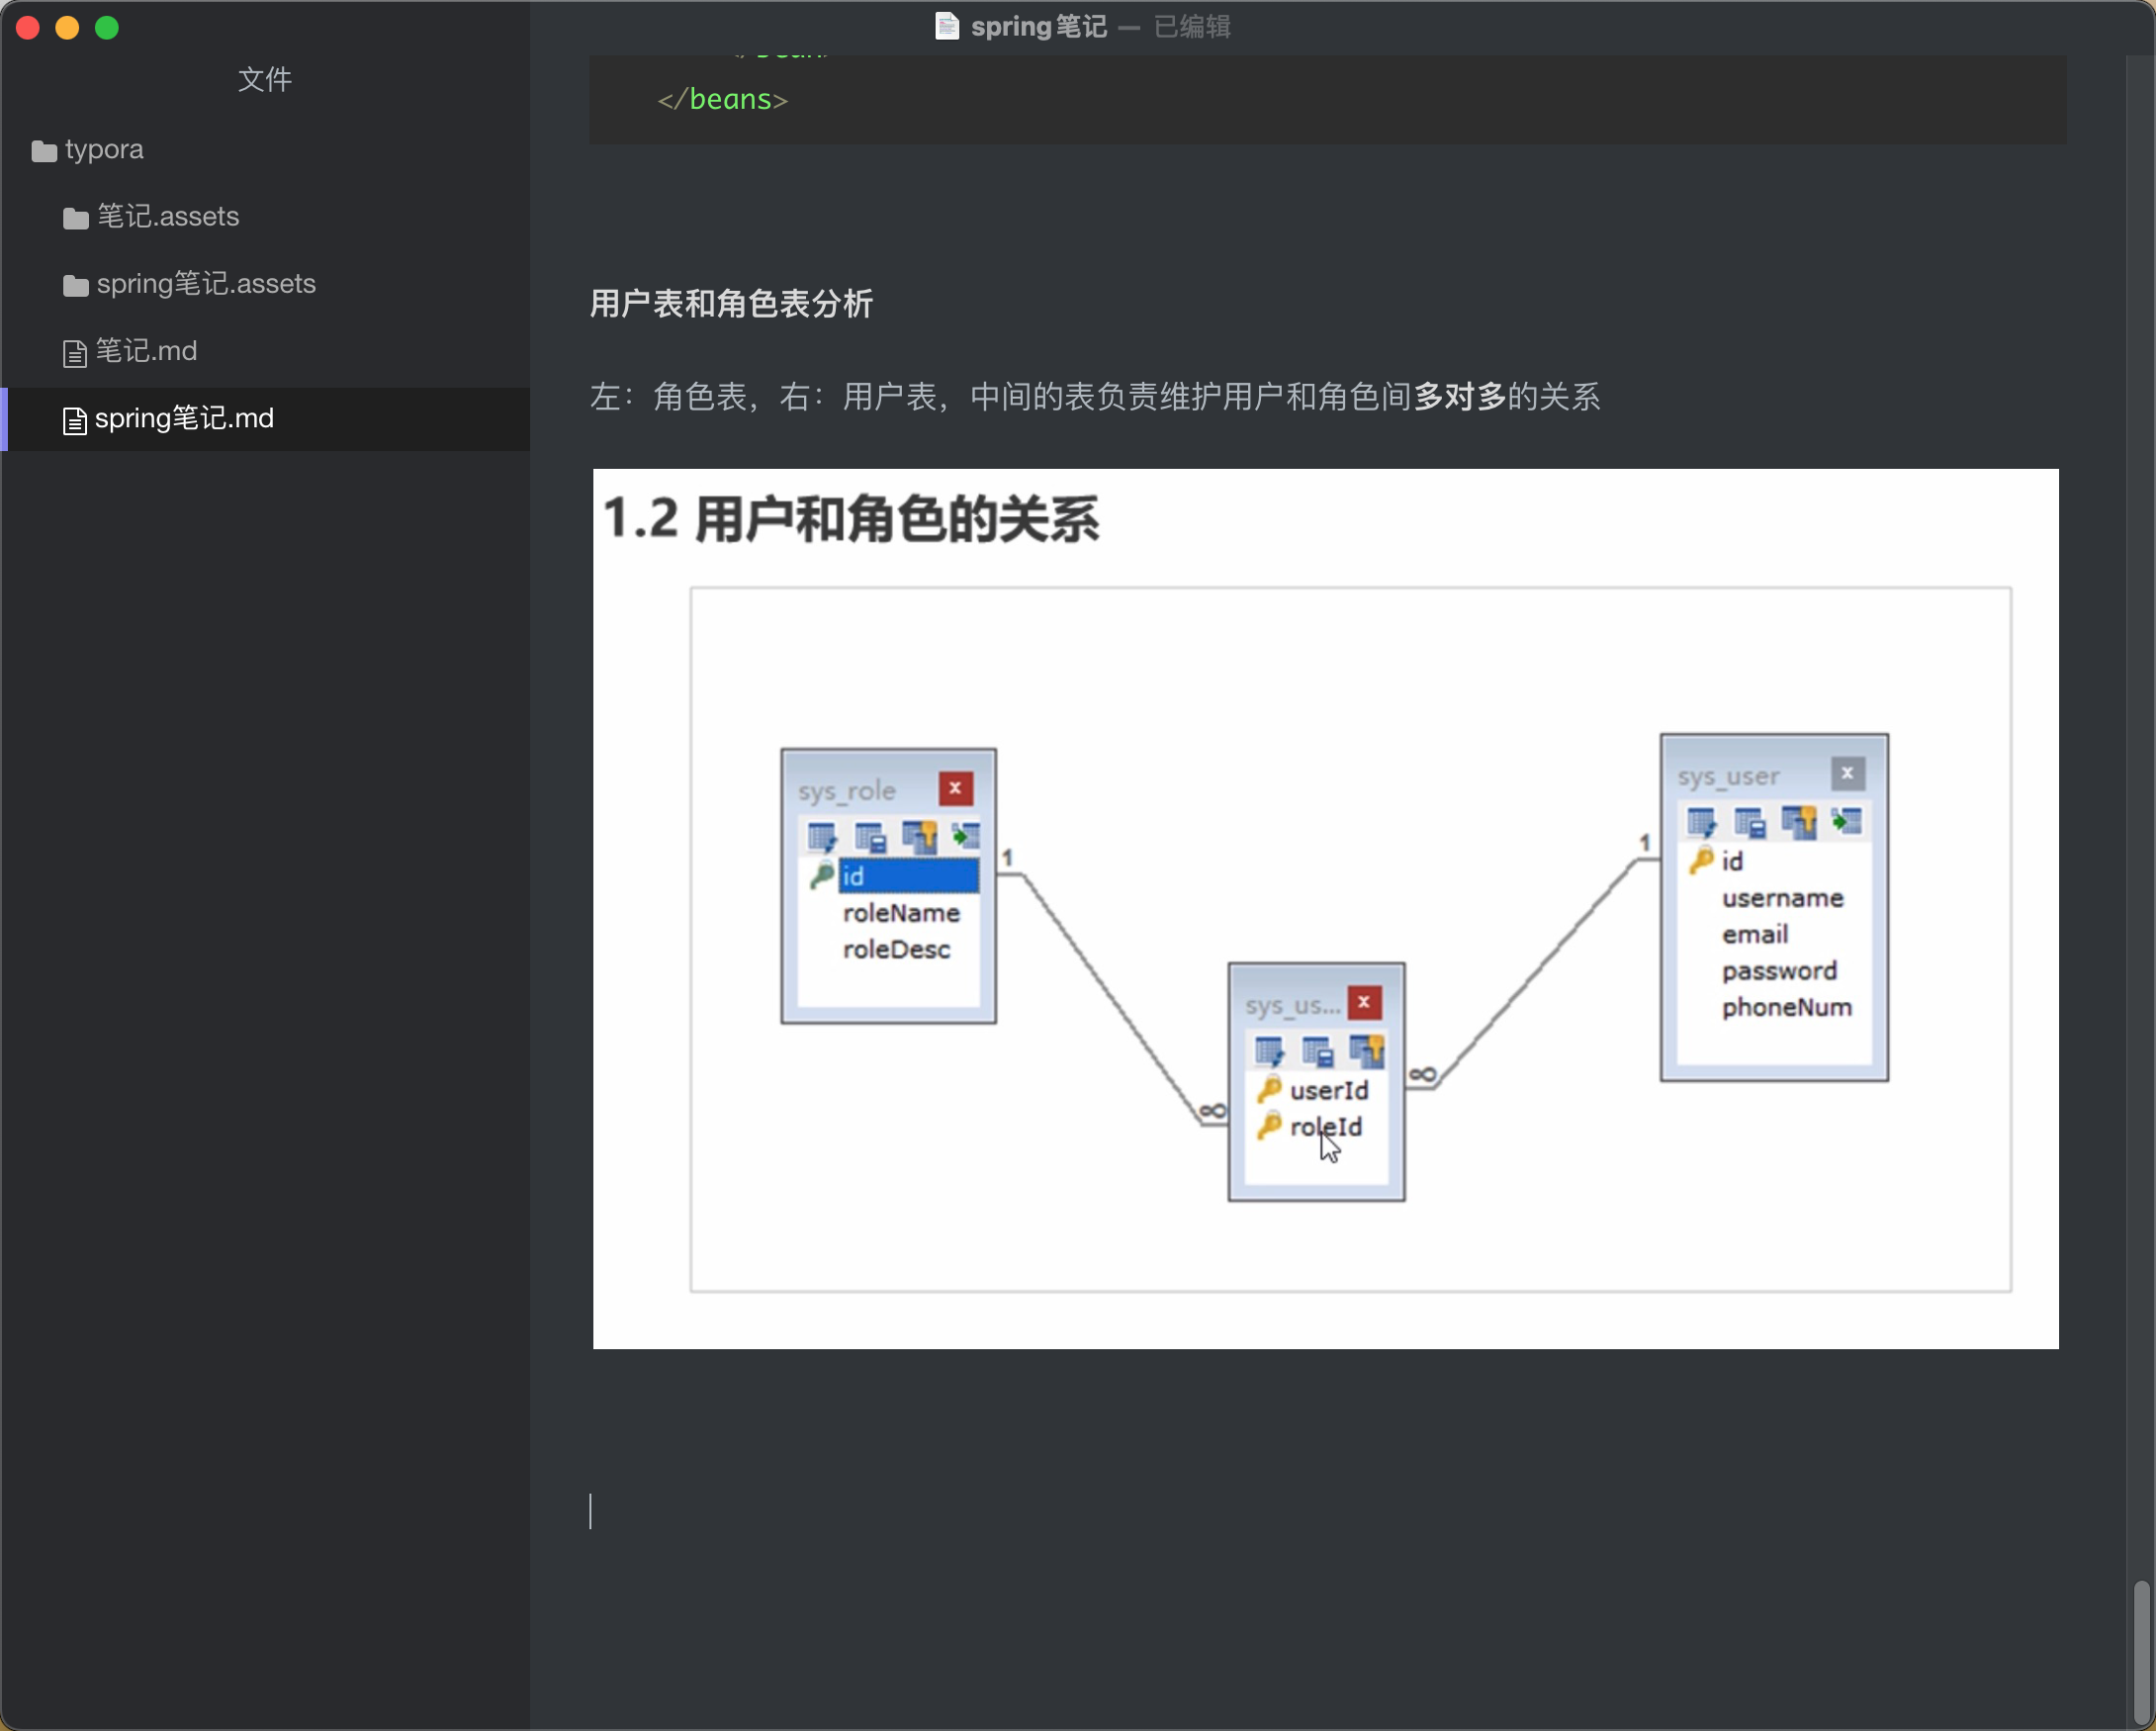 spring笔记 — 已编辑
文件
typora
笔记.assets
spring笔记.assets
笔记.md
spring笔记.md
</beans>
用户表和角色表分析
左：角色表，右：用户表，中间的表负责维护用户和角色间多对多的关系
1.2 用户和角色的关系
sys_role
id
roleName
roleDesc
1
∞
sys_us...
userId
roleId
∞
1
sys_user
id
username
email
password
phoneNum